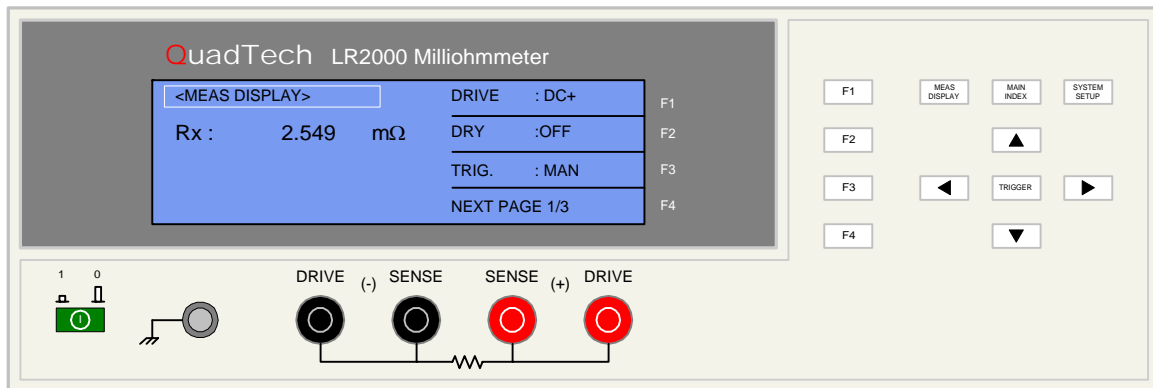 QuadTech LR2000 Milliohmmeter
<MEAS DISPLAY>
Rx : 2.549 mΩ
DRIVE : DC+
DRY :OFF
TRIG. : MAN
NEXT PAGE 1/3
F1
F2
F3
F4
F1
F2
F3
F4
MEAS
DISPLAY
MAIN
INDEX
SYSTEM
SETUP
TRIGGER
1 0
DRIVE (-) SENSE SENSE (+) DRIVE